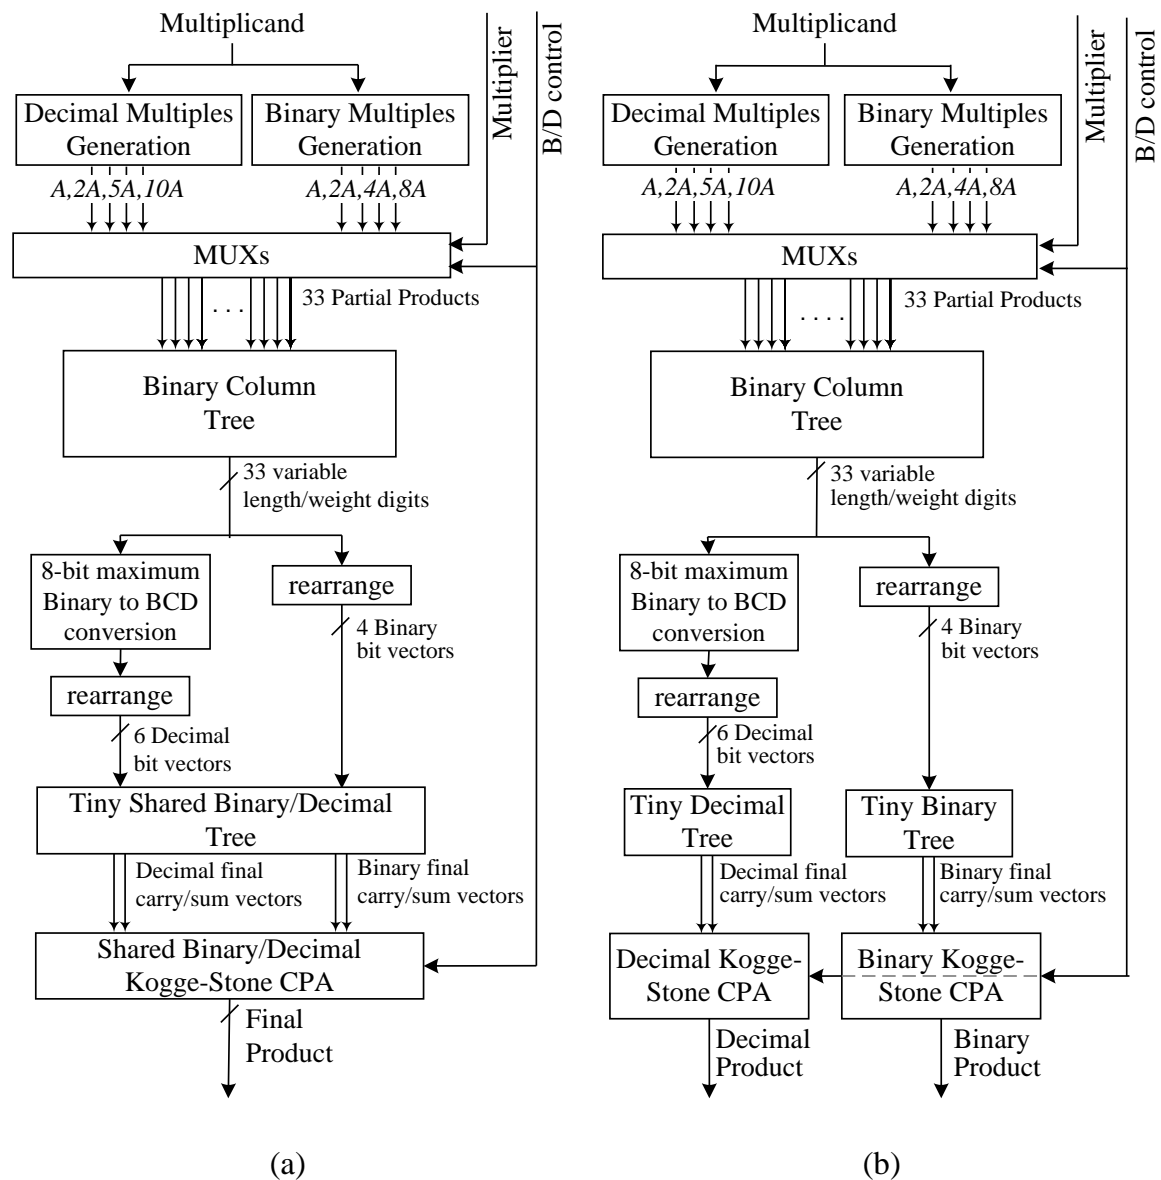 Multiplicand
Multiplier
B/D control
Decimal Multiples
Generation
Binary Multiples
Generation
A,2A,5A,10A
A,2A,4A,8A
MUXs
33 Partial Products
. . .
Binary Column
Tree
33 variable
length/weight digits
8-bit maximum
Binary to BCD
conversion
rearrange
4 Binary
bit vectors
rearrange
6 Decimal
bit vectors
Tiny Shared Binary/Decimal
Tree
Decimal final
carry/sum vectors
Binary final
carry/sum vectors
Shared Binary/Decimal
Kogge-Stone CPA
Final
Product
(a)
Multiplicand
Multiplier
B/D control
Decimal Multiples
Generation
Binary Multiples
Generation
A,2A,5A,10A
A,2A,4A,8A
MUXs
33 Partial Products
. . . .
Binary Column
Tree
33 variable
length/weight digits
8-bit maximum
Binary to BCD
conversion
rearrange
4 Binary
bit vectors
rearrange
6 Decimal
bit vectors
Tiny Decimal
Tree
Tiny Binary
Tree
Decimal final
carry/sum vectors
Binary final
carry/sum vectors
Decimal Kogge-
Stone CPA
Binary Kogge-
Stone CPA
Decimal
Product
Binary
Product
(b)